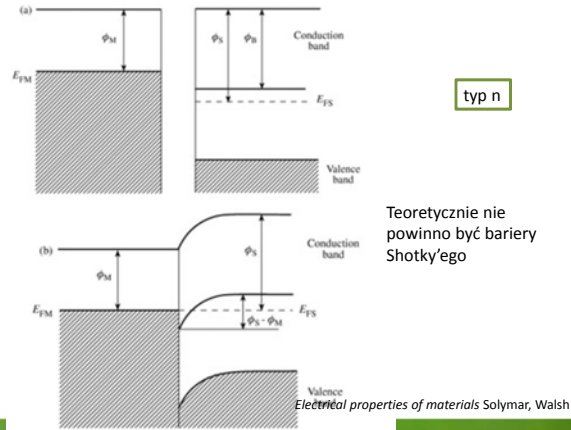 (a)
ϕM
ϕS
ϕB
Conduction
band
EFM
EFS
Valence
band
typ n
(b)
ϕM
ϕS
Conduction
band
EFM
EFS
ϕS - ϕM
Valence
Teoretycznie nie
powinno być bariery
Shotky’ego
Electrical properties of materials Solymar, Walsh